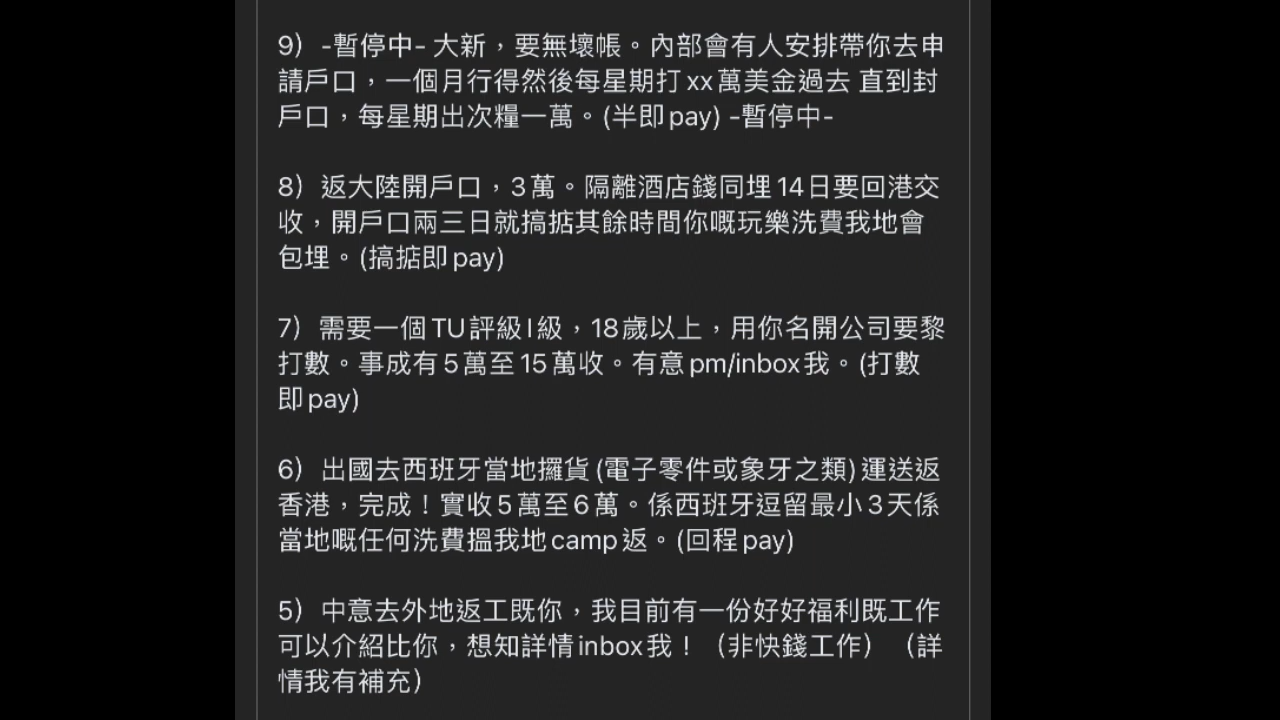 9）-暫停中- 大新，要無壞帳。內部會有人安排帶你去申
請戶口，一個月行得然後每星期打 xx 萬美金過去 直到封
戶口，每星期出次糧一萬。(半即 pay) -暫停中-
8）返大陸開戶口，3 萬。隔離酒店錢同埋 14 日要回港交
收，開戶口兩三日就搞掂其餘時間你嘅玩樂洗費我地會
包埋。(搞掂即 pay)
7）需要一個 TU 評級 I 級，18 歲以上，用你名開公司要黎
打數。事成有 5 萬至 15 萬收。有意 pm/inbox 我。(打數
即 pay)
6）出國去西班牙當地攞貨 (電子零件或象牙之類) 運送返
香港，完成！實收 5 萬至 6 萬。係西班牙逗留最小 3 天係
當地嘅任何洗費搵我地 camp 返。(回程 pay)
5）中意去外地返工既你，我目前有一份好好福利既工作
可以介紹比你，想知詳情 inbox 我！（非快錢工作）（詳
情我有補充）